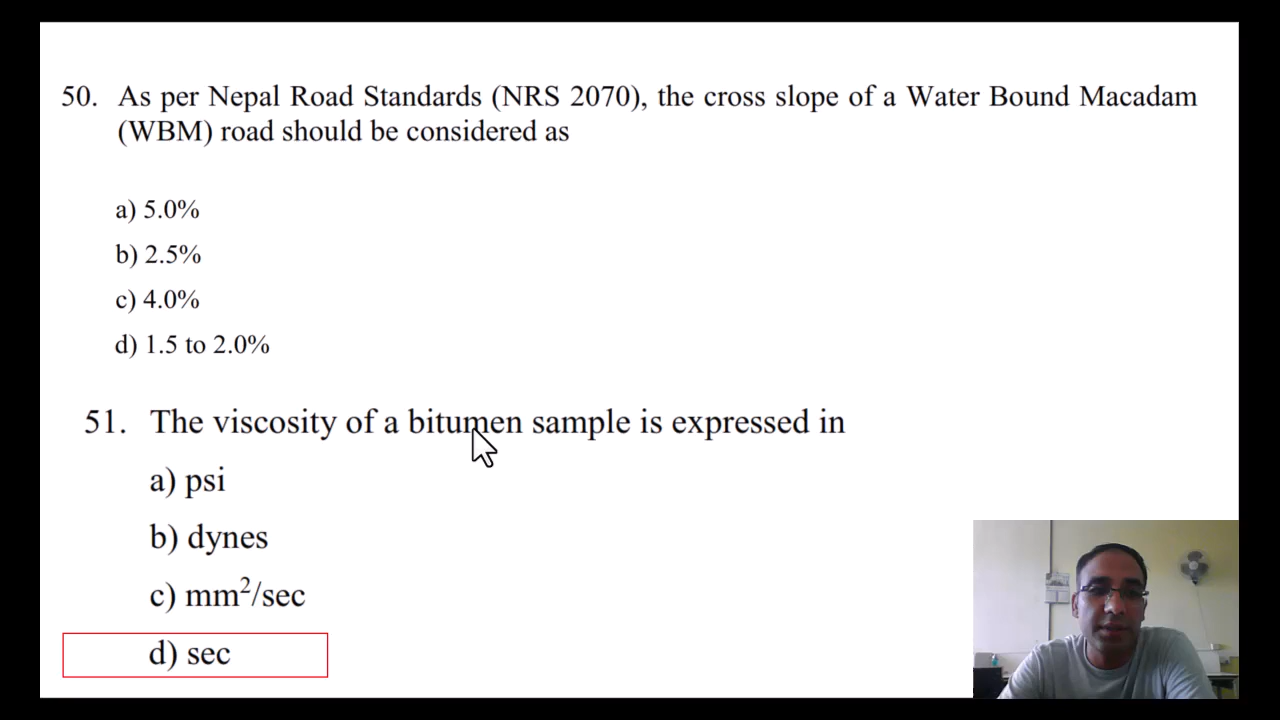 50. As per Nepal Road Standards (NRS 2070), the cross slope of a Water Bound Macadam
(WBM) road should be considered as
a) 5.0%
b) 2.5%
c) 4.0%
d) 1.5 to 2.0%
51. The viscosity of a bitumen sample is expressed in
a) psi
b) dynes
c) mm²/sec
d) sec